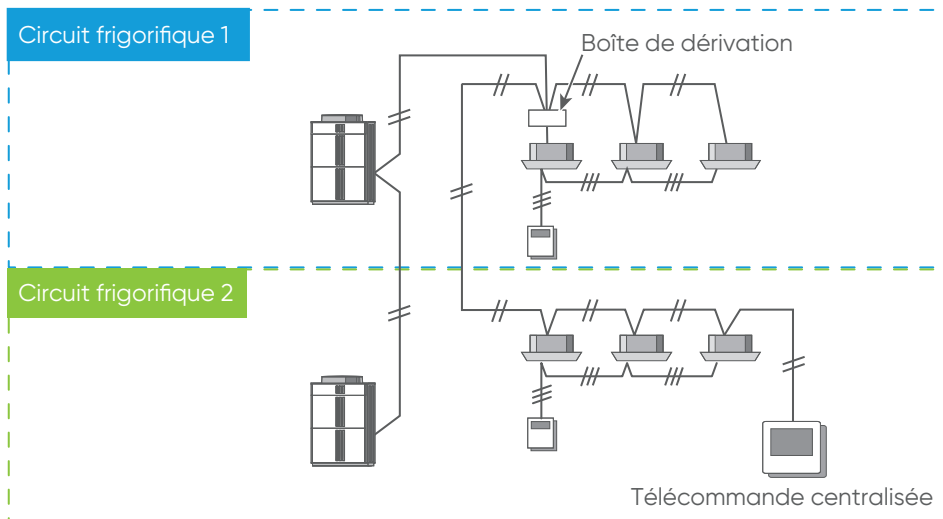 Circuit frigorifique 1
Boîte de dérivation
Circuit frigorifique 2
Télécommande centralisée